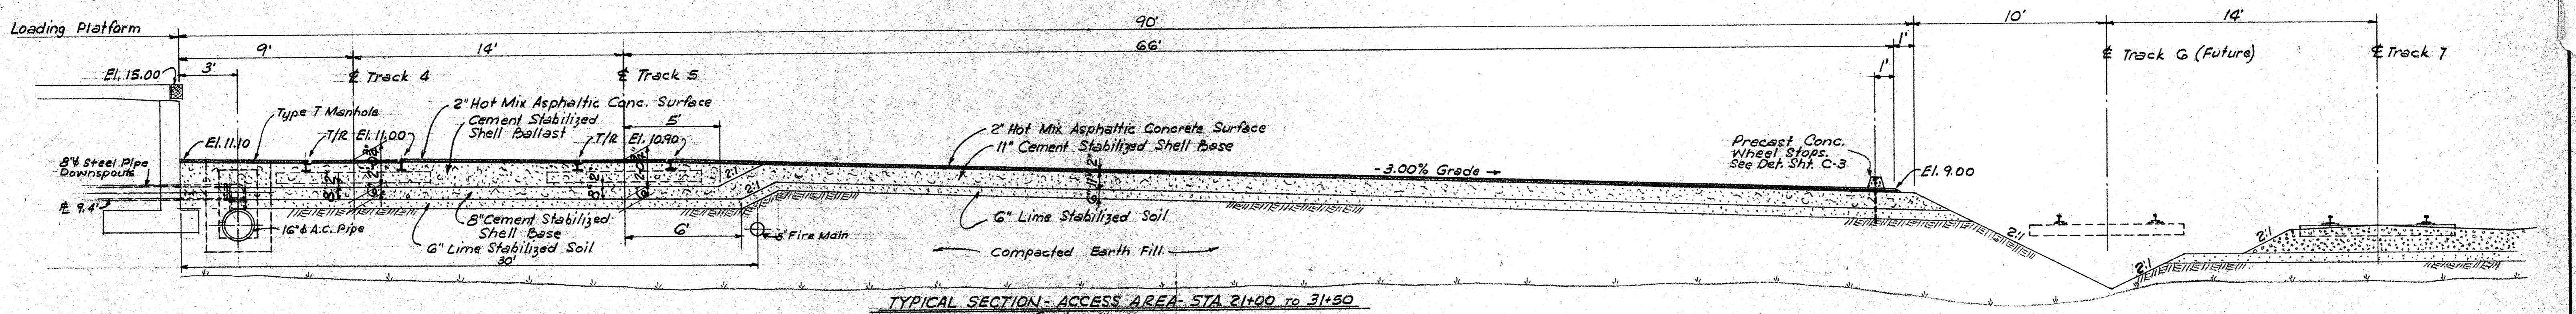 Loading Platform
90'
10'
14'
9'
14'
66'
1'
3'
1'
El. 15.00
℄ Track 4
℄ Track 5
℄ Track 6 (Future)
℄ Track 7
Type 7 Manhole
2" Hot Mix Asphaltic Conc. Surface
Cement Stabilized
Shell Ballast
5'
El. 11.10
T/R El. 11.00
T/R El. 10.90
2" Hot Mix Asphaltic Concrete Surface
11" Cement Stabilized Shell Base
Precast Conc.
Wheel Stops.
See Det. Sht. C-3
El. 9.00
8"φ Steel Pipe
Downspouts
-3.00% Grade
2:1
2:1
6" 11" 2"
℄ 9.4'
16"φ A.C. Pipe
8" Cement Stabilized
Shell Base
6" Lime Stabilized Soil
6'
8" Fire Main
6" Lime Stabilized Soil
Compacted Earth Fill
30'
2:1
2:1
2:1
TYPICAL SECTION - ACCESS AREA - STA. 21+00 TO 31+50